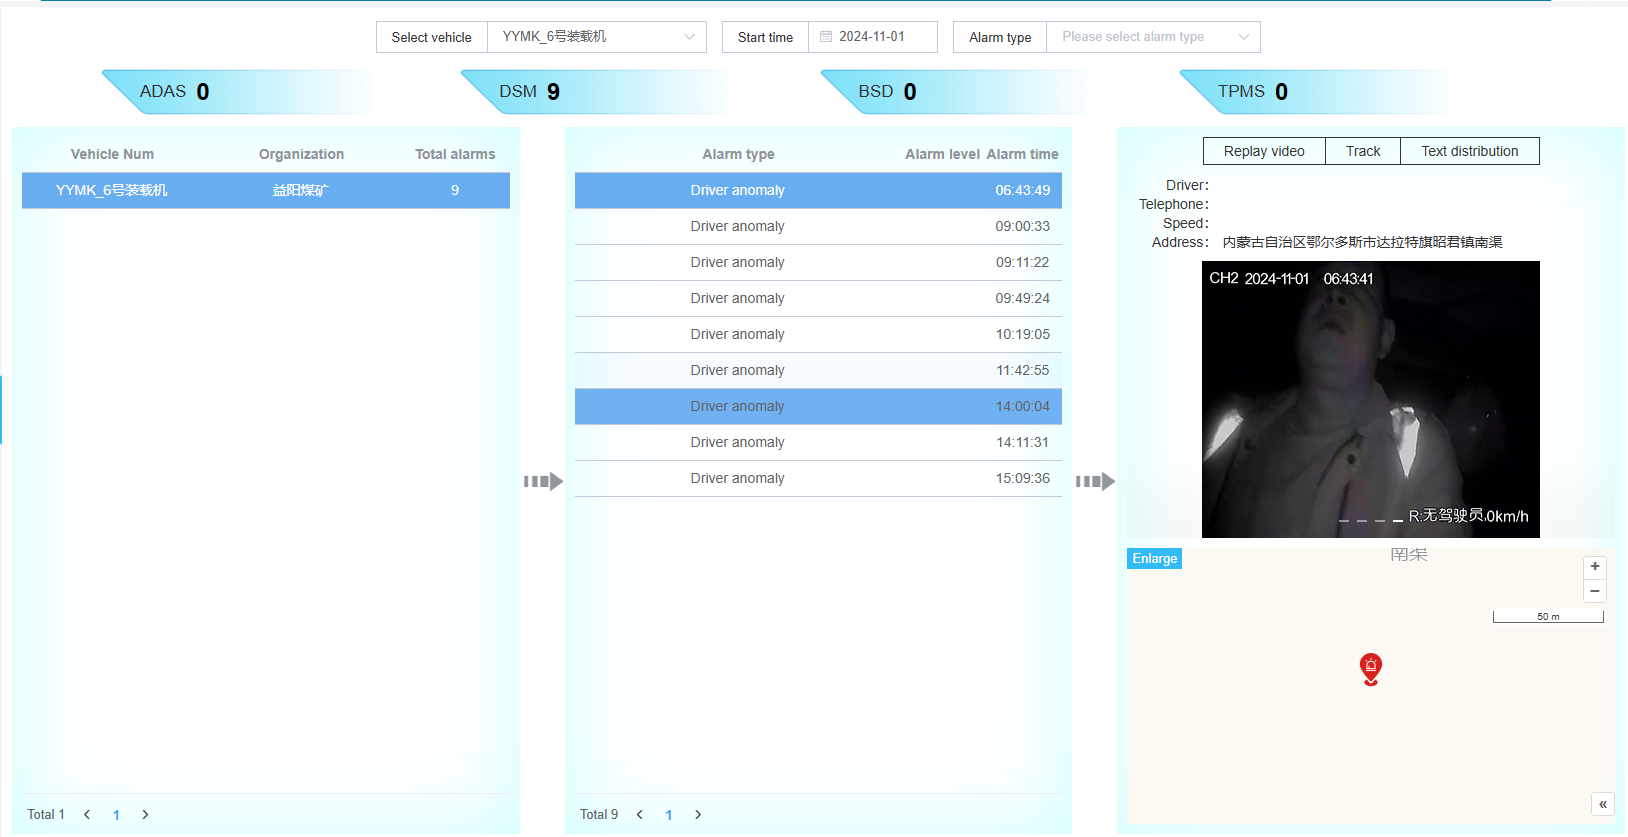 Select vehicle YYMK_6号装载机 Start time 2024-11-01 Alarm type Please select alarm type
ADAS 0 DSM 9 BSD 0 TPMS 0
Vehicle Num Organization Total alarms
YYMK_6号装载机 益阳煤矿 9
Total 1 < 1 >
Alarm type Alarm level Alarm time
Driver anomaly 06:43:49
Driver anomaly 09:00:33
Driver anomaly 09:11:22
Driver anomaly 09:49:24
Driver anomaly 10:19:05
Driver anomaly 11:42:55
Driver anomaly 14:00:04
Driver anomaly 14:11:31
Driver anomaly 15:09:36
Total 9 < 1 >
Replay video Track Text distribution
Driver:
Telephone:
Speed:
Address: 内蒙古自治区鄂尔多斯市达拉特旗昭君镇南渠
CH2 2024-11-01 06:43:41
R:无驾驶员,0km/h
Enlarge
南渠
+
−
50 m
«